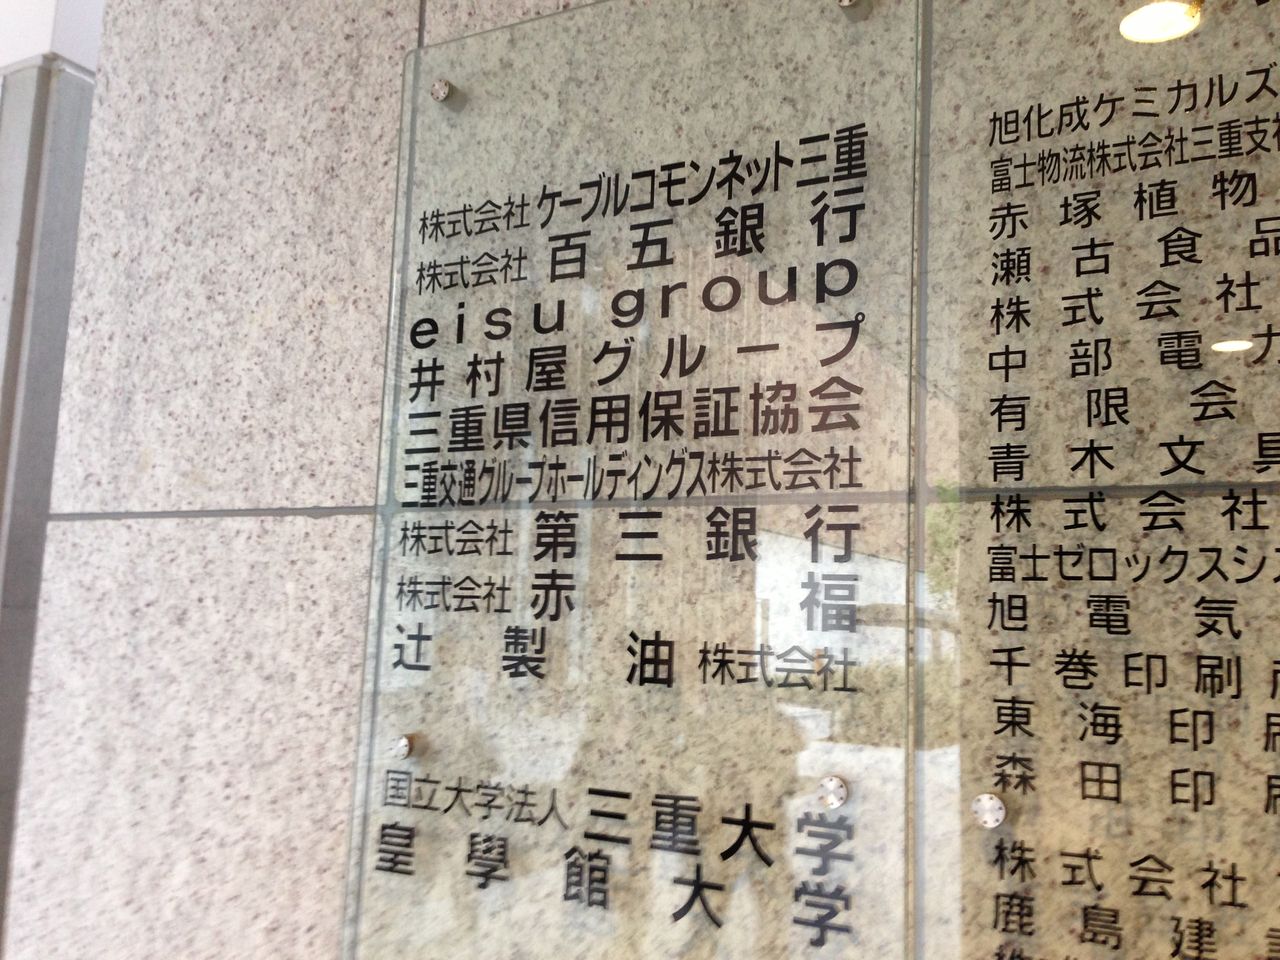 株式会社 ケーブルコモンネット三重
株式会社 百五銀行
eisu group
井村屋グループ
三重県信用保証協会
三重交通グループホールディングス株式会社
株式会社 第三銀行
株式会社 赤福
辻製油 株式会社
国立大学法人 三重大学
皇學館大学
旭化成ケミカルズ
富士物流株式会社三重支社
赤塚植物
瀬古食品
株式会社
中部電力
有限会
青木文具
株式会社
富士ゼロックスシス
旭電気
千巻印刷産
東海印刷
森田印刷
株式会社
鹿島建